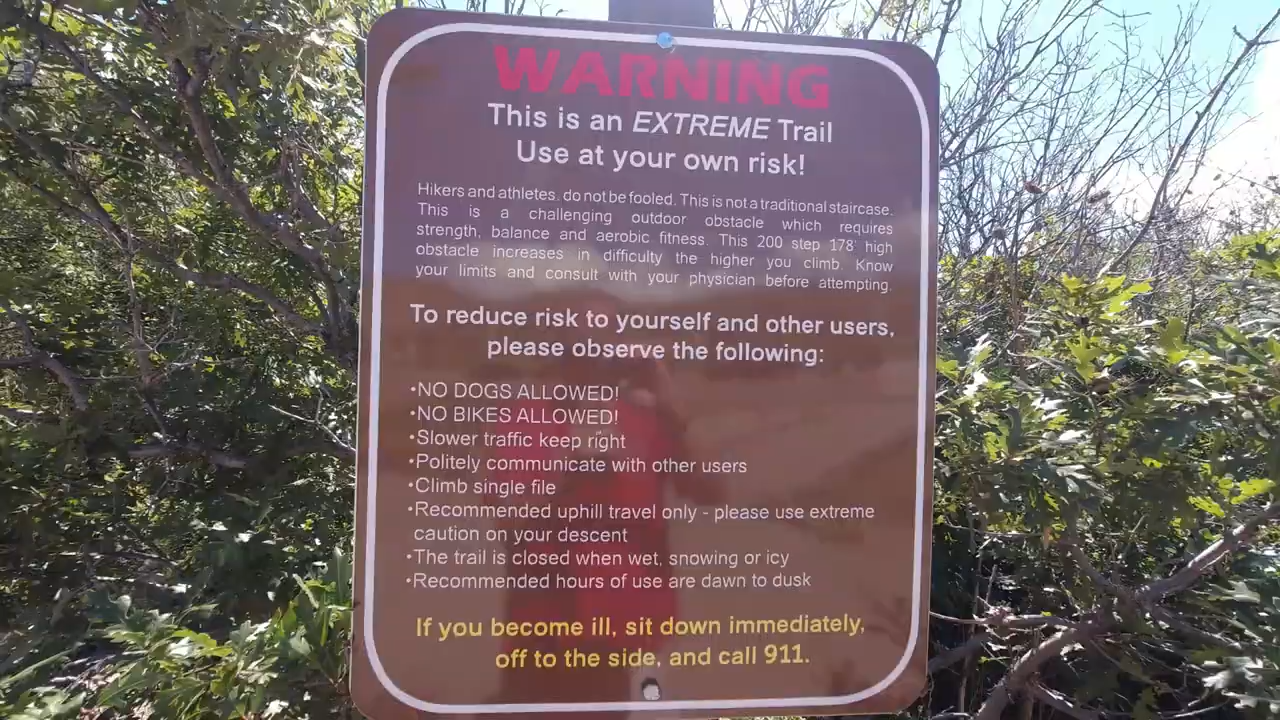 WARNING
This is an EXTREME Trail
Use at your own risk!
Hikers and athletes, do not be fooled. This is not a traditional staircase.
This is a challenging outdoor obstacle which requires
strength, balance and aerobic fitness. This 200 step 178' high
obstacle increases in difficulty the higher you climb. Know
your limits and consult with your physician before attempting.
To reduce risk to yourself and other users,
please observe the following:
•NO DOGS ALLOWED!
•NO BIKES ALLOWED!
•Slower traffic keep right
•Politely communicate with other users
•Climb single file
•Recommended uphill travel only - please use extreme
caution on your descent
•The trail is closed when wet, snowing or icy
•Recommended hours of use are dawn to dusk
If you become ill, sit down immediately,
off to the side, and call 911.